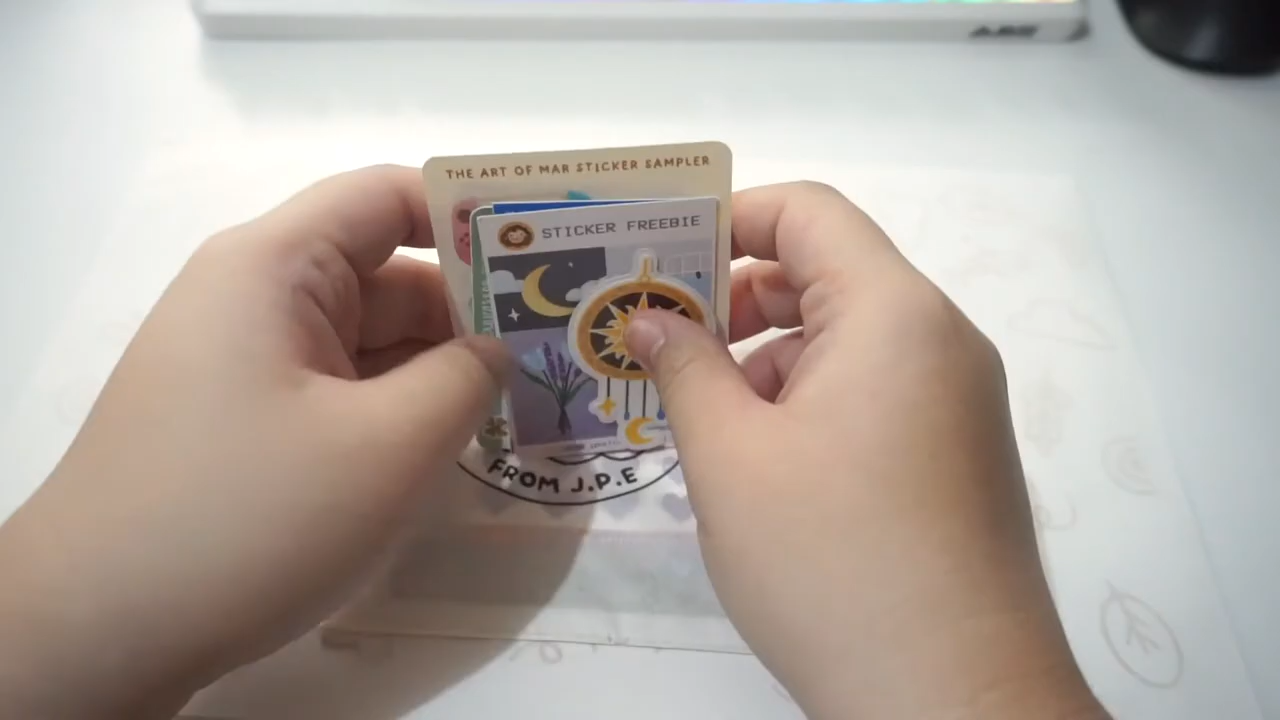 THE ART OF MAR STICKER SAMPLER
STICKER FREEBIE
FROM J.P.E